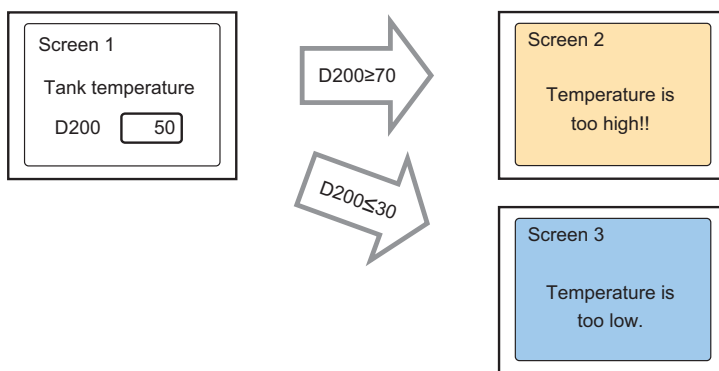 Screen 1
Tank temperature
D200 50
D200≥70
D200≤30
Screen 2
Temperature is
too high!!
Screen 3
Temperature is
too low.